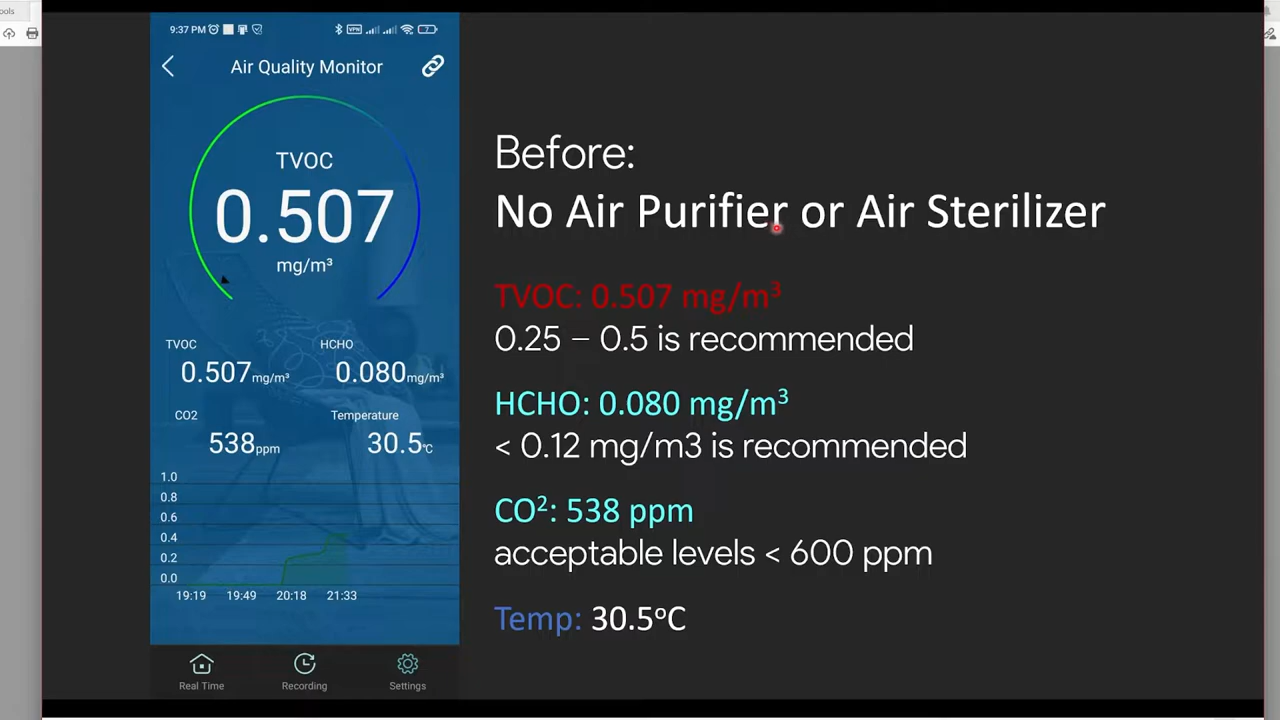 ools
9:37 PM
VPN
7
Air Quality Monitor
TVOC
0.507
mg/m³
TVOC
HCHO
0.507mg/m³
0.080mg/m³
CO2
Temperature
538ppm
30.5℃
1.0
0.8
0.6
0.4
0.2
0.0
19:19 19:49 20:18 21:33
Real Time
Recording
Settings
Before:
No Air Purifier or Air Sterilizer
TVOC: 0.507 mg/m³
0.25 – 0.5 is recommended
HCHO: 0.080 mg/m³
< 0.12 mg/m3 is recommended
CO²: 538 ppm
acceptable levels < 600 ppm
Temp: 30.5ºC